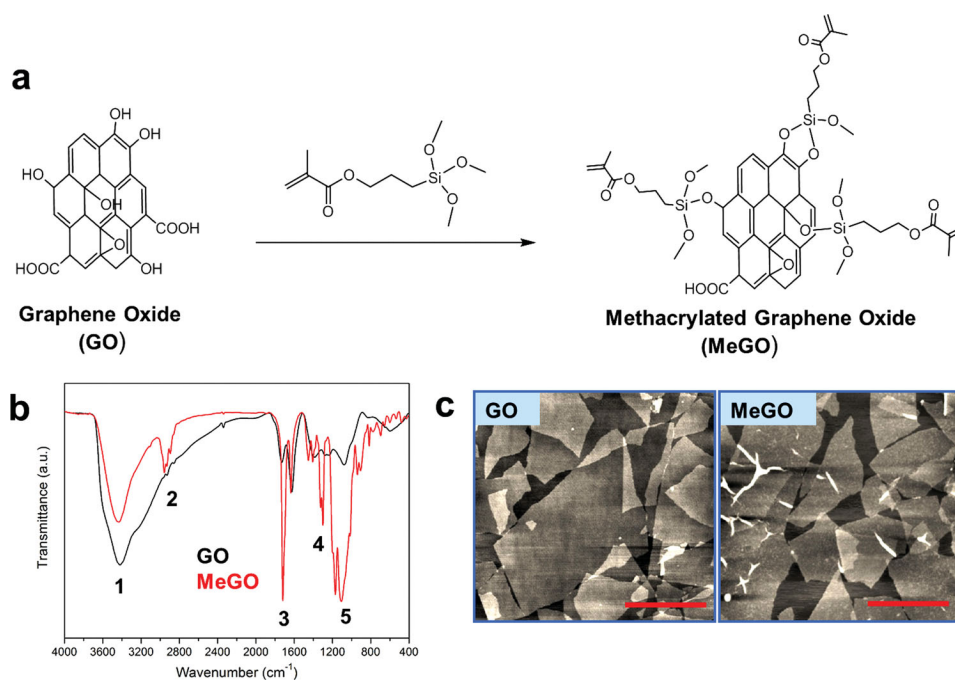 a
OH
OH
HO
OH
COOH
O
HOOC
OH
Graphene Oxide
(GO)
O
O
O
Si
O
O
O
O
Si
O
O
O
O
O
O
Si
O
O
O
O
Si
O
O
O
O
O
HOOC
Methacrylated Graphene Oxide
(MeGO)
b
Transmittance (a.u.)
1
2
3
4
5
GO
MeGO
4000 3600 3200 2800 2400 2000 1600 1200 800 400
Wavenumber (cm-1)
c
GO
MeGO